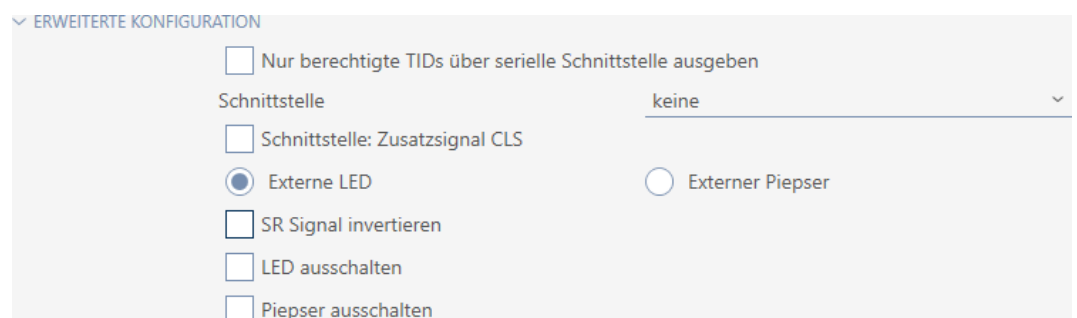 ERWEITERTE KONFIGURATION
Nur berechtigte TIDs über serielle Schnittstelle ausgeben
Schnittstelle keine
Schnittstelle: Zusatzsignal CLS
Externe LED Externer Piepser
SR Signal invertieren
LED ausschalten
Piepser ausschalten